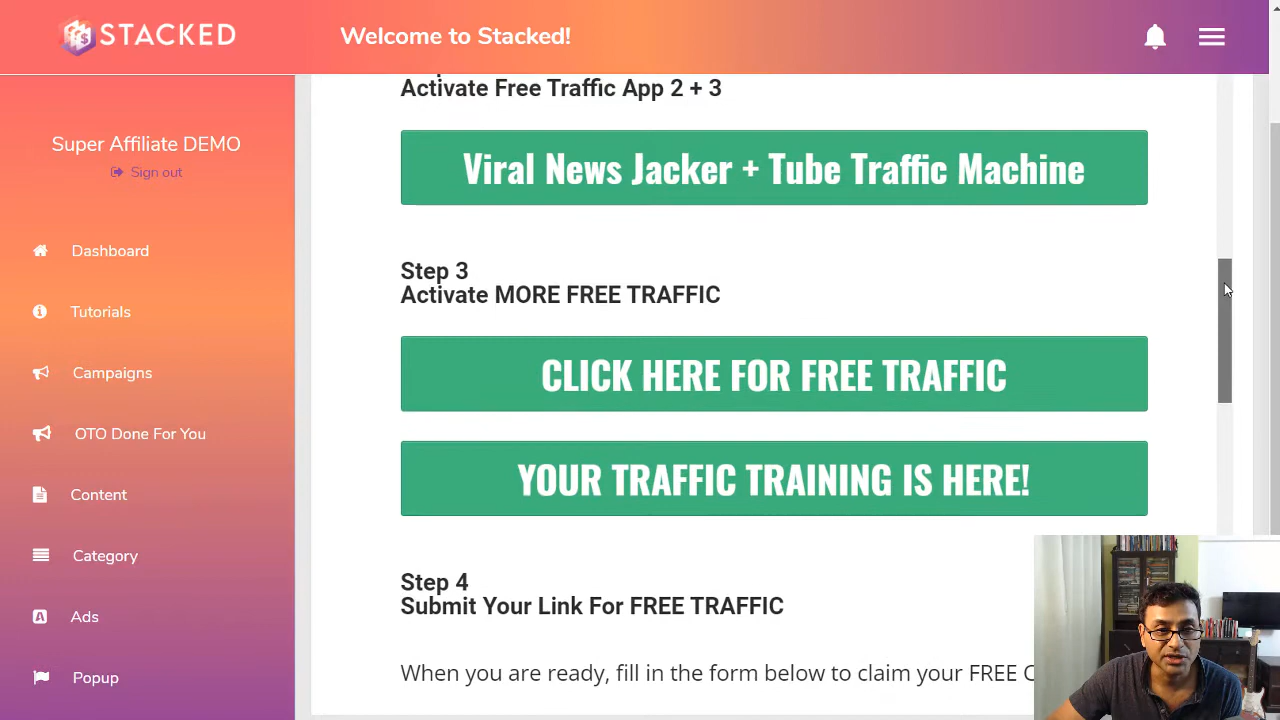 STACKED
Welcome to Stacked!
Super Affiliate DEMO
Sign out
Dashboard
Tutorials
Campaigns
OTO Done For You
Content
Category
Ads
Popup
Activate Free Traffic App 2 + 3
Viral News Jacker + Tube Traffic Machine
Step 3
Activate MORE FREE TRAFFIC
CLICK HERE FOR FREE TRAFFIC
YOUR TRAFFIC TRAINING IS HERE!
Step 4
Submit Your Link For FREE TRAFFIC
When you are ready, fill in the form below to claim your FREE